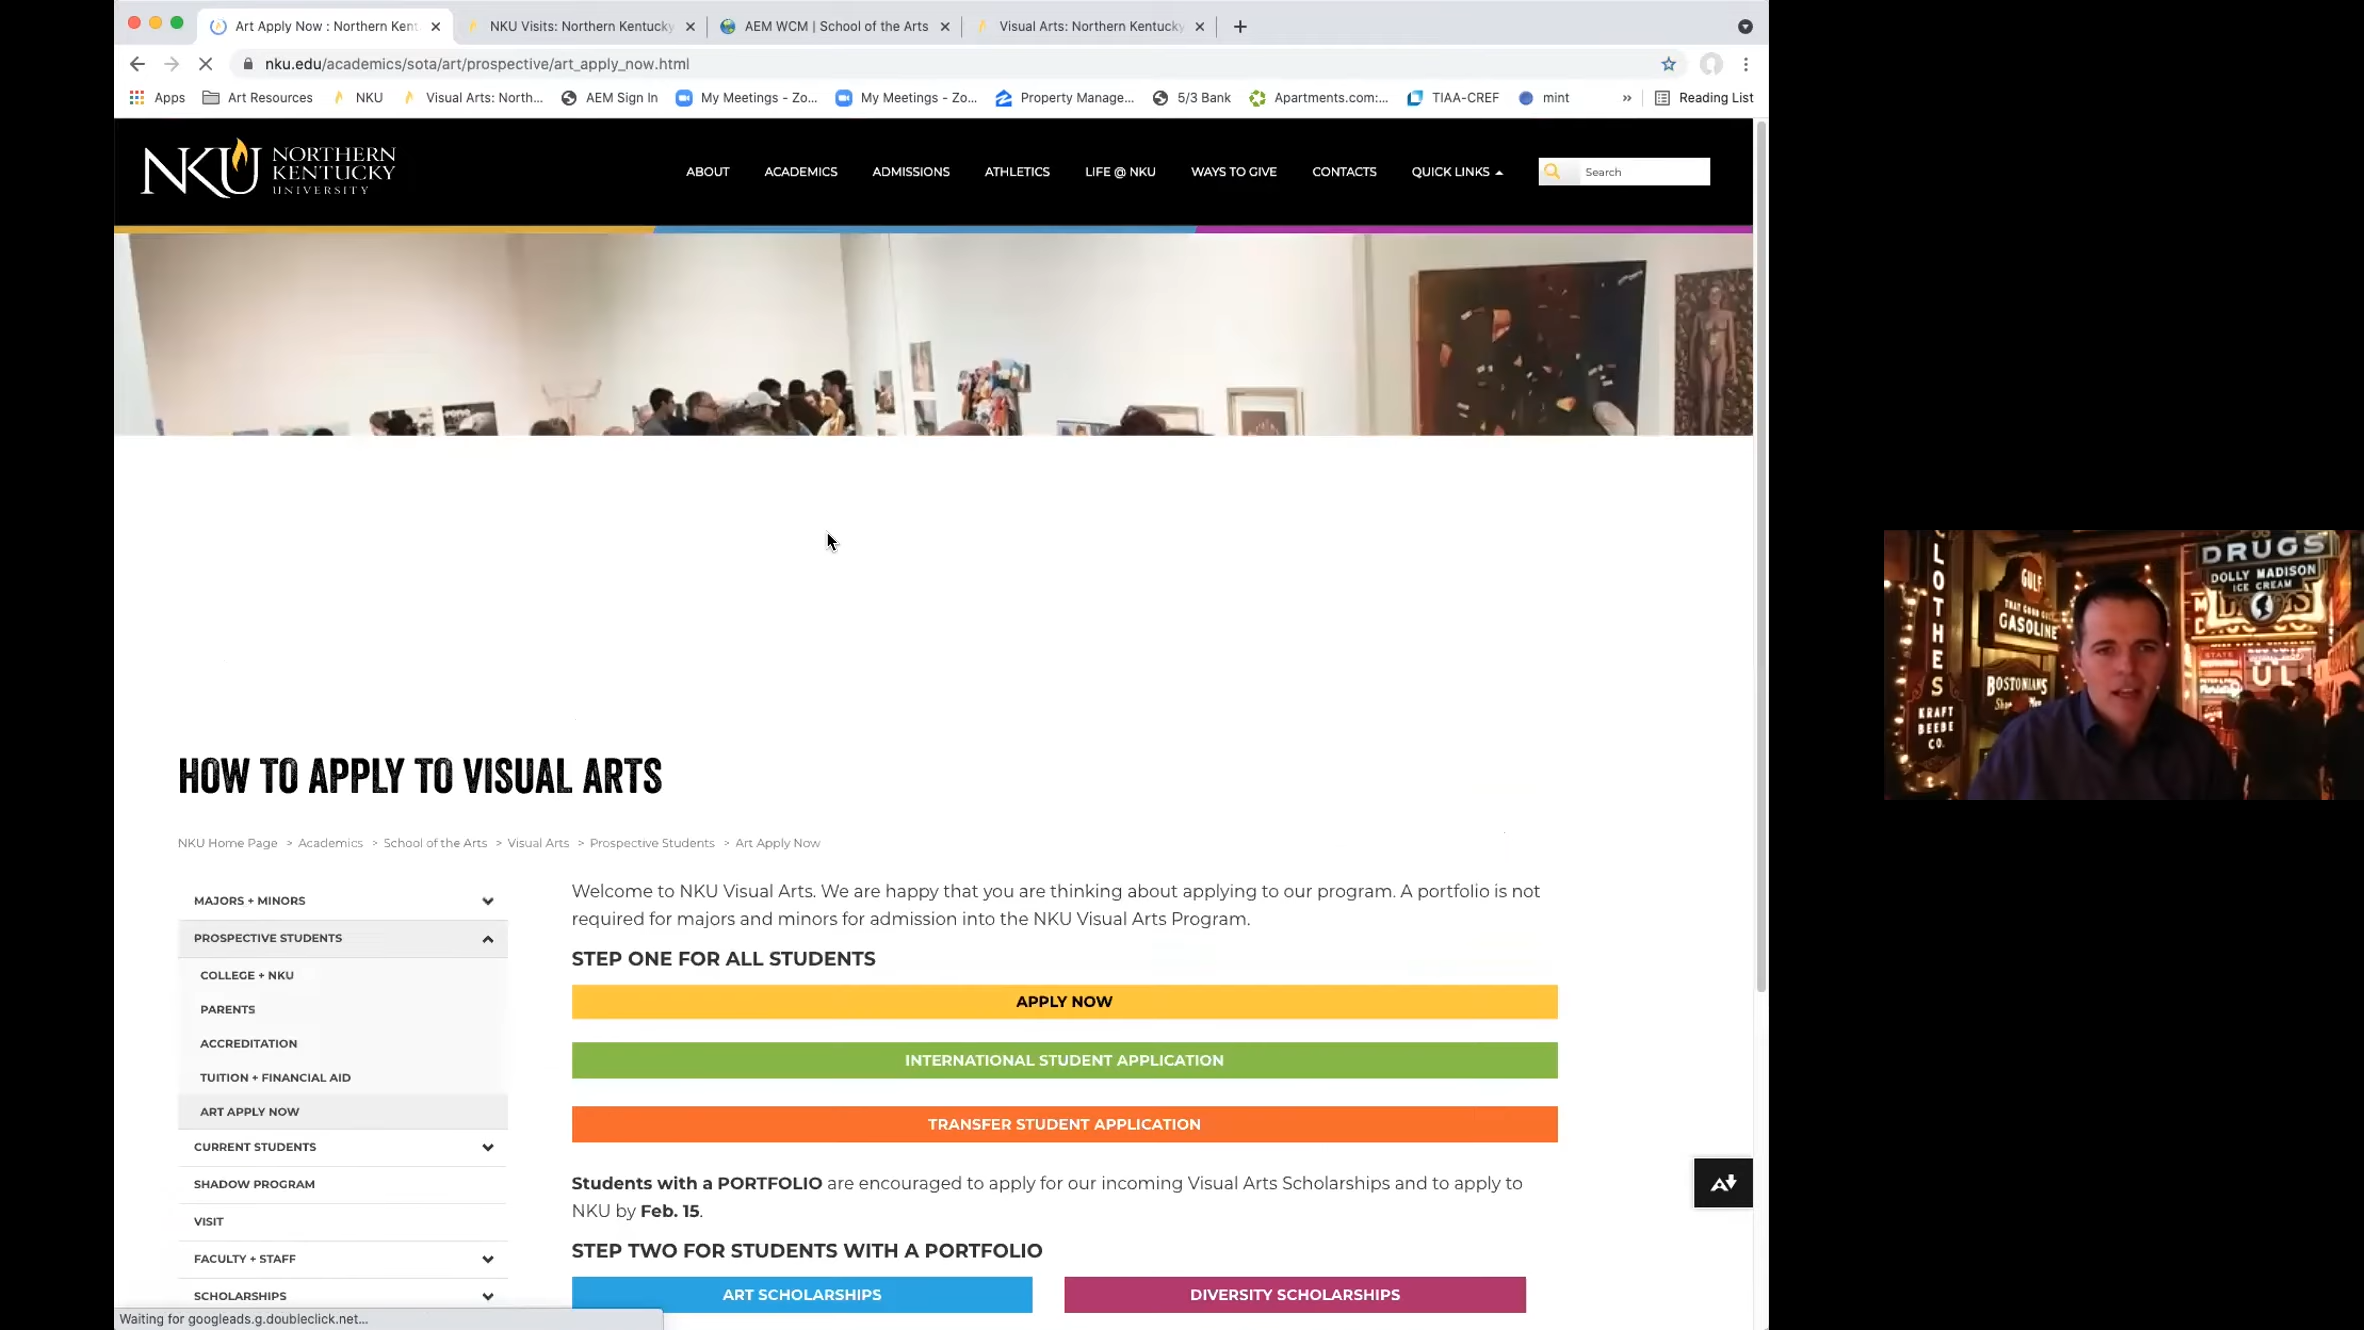 Art Apply Now : Northern Kent
NKU Visits: Northern Kentucky
AEM WCM | School of the Arts
Visual Arts: Northern Kentucky
nku.edu/academics/sota/art/prospective/art_apply_now.html
Apps
Art Resources
NKU
Visual Arts: North...
AEM Sign In
My Meetings - Zo...
My Meetings - Zo...
Property Manage...
5/3 Bank
Apartments.com:...
TIAA-CREF
mint
»
Reading List
NKU
NORTHERN
KENTUCKY
UNIVERSITY
ABOUT
ACADEMICS
ADMISSIONS
ATHLETICS
LIFE @ NKU
WAYS TO GIVE
CONTACTS
QUICK LINKS
Search
HOW TO APPLY TO VISUAL ARTS
NKU Home Page > Academics > School of the Arts > Visual Arts > Prospective Students > Art Apply Now
MAJORS + MINORS
PROSPECTIVE STUDENTS
COLLEGE + NKU
PARENTS
ACCREDITATION
TUITION + FINANCIAL AID
ART APPLY NOW
CURRENT STUDENTS
SHADOW PROGRAM
VISIT
FACULTY + STAFF
SCHOLARSHIPS
Welcome to NKU Visual Arts. We are happy that you are thinking about applying to our program. A portfolio is not
required for majors and minors for admission into the NKU Visual Arts Program.
STEP ONE FOR ALL STUDENTS
APPLY NOW
INTERNATIONAL STUDENT APPLICATION
TRANSFER STUDENT APPLICATION
Students with a PORTFOLIO are encouraged to apply for our incoming Visual Arts Scholarships and to apply to
NKU by Feb. 15.
STEP TWO FOR STUDENTS WITH A PORTFOLIO
ART SCHOLARSHIPS
DIVERSITY SCHOLARSHIPS
Waiting for googleads.g.doubleclick.net...
LOTHES
KRAFT
BEEDE
CO.
GULF
THAT GOOD GULF
GASOLINE
BOSTONIANS
DRUGS
DOLLY MADISON
ICE CREAM
STATE
UL